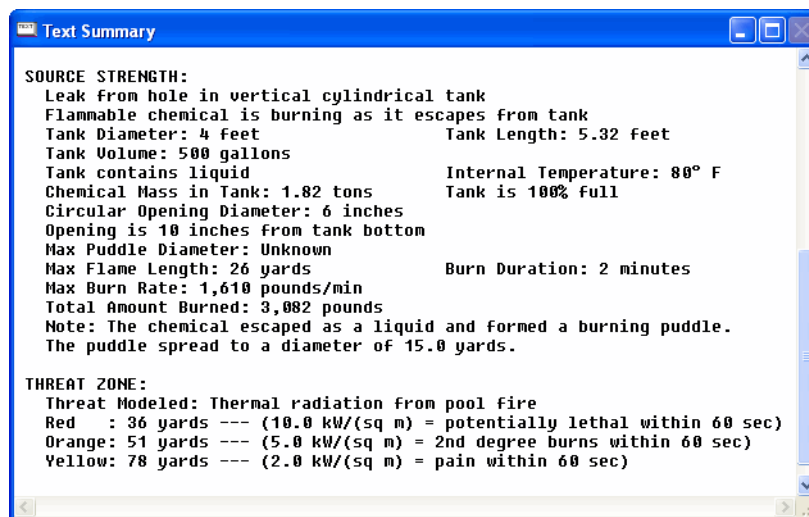 Text Summary
SOURCE STRENGTH:
Leak from hole in vertical cylindrical tank
Flammable chemical is burning as it escapes from tank
Tank Diameter: 4 feet Tank Length: 5.32 feet
Tank Volume: 500 gallons
Tank contains liquid Internal Temperature: 80° F
Chemical Mass in Tank: 1.82 tons Tank is 100% full
Circular Opening Diameter: 6 inches
Opening is 10 inches from tank bottom
Max Puddle Diameter: Unknown
Max Flame Length: 26 yards Burn Duration: 2 minutes
Max Burn Rate: 1,610 pounds/min
Total Amount Burned: 3,082 pounds
Note: The chemical escaped as a liquid and formed a burning puddle.
The puddle spread to a diameter of 15.0 yards.
THREAT ZONE:
Threat Modeled: Thermal radiation from pool fire
Red : 36 yards --- (10.0 kW/(sq m) = potentially lethal within 60 sec)
Orange: 51 yards --- (5.0 kW/(sq m) = 2nd degree burns within 60 sec)
Yellow: 78 yards --- (2.0 kW/(sq m) = pain within 60 sec)